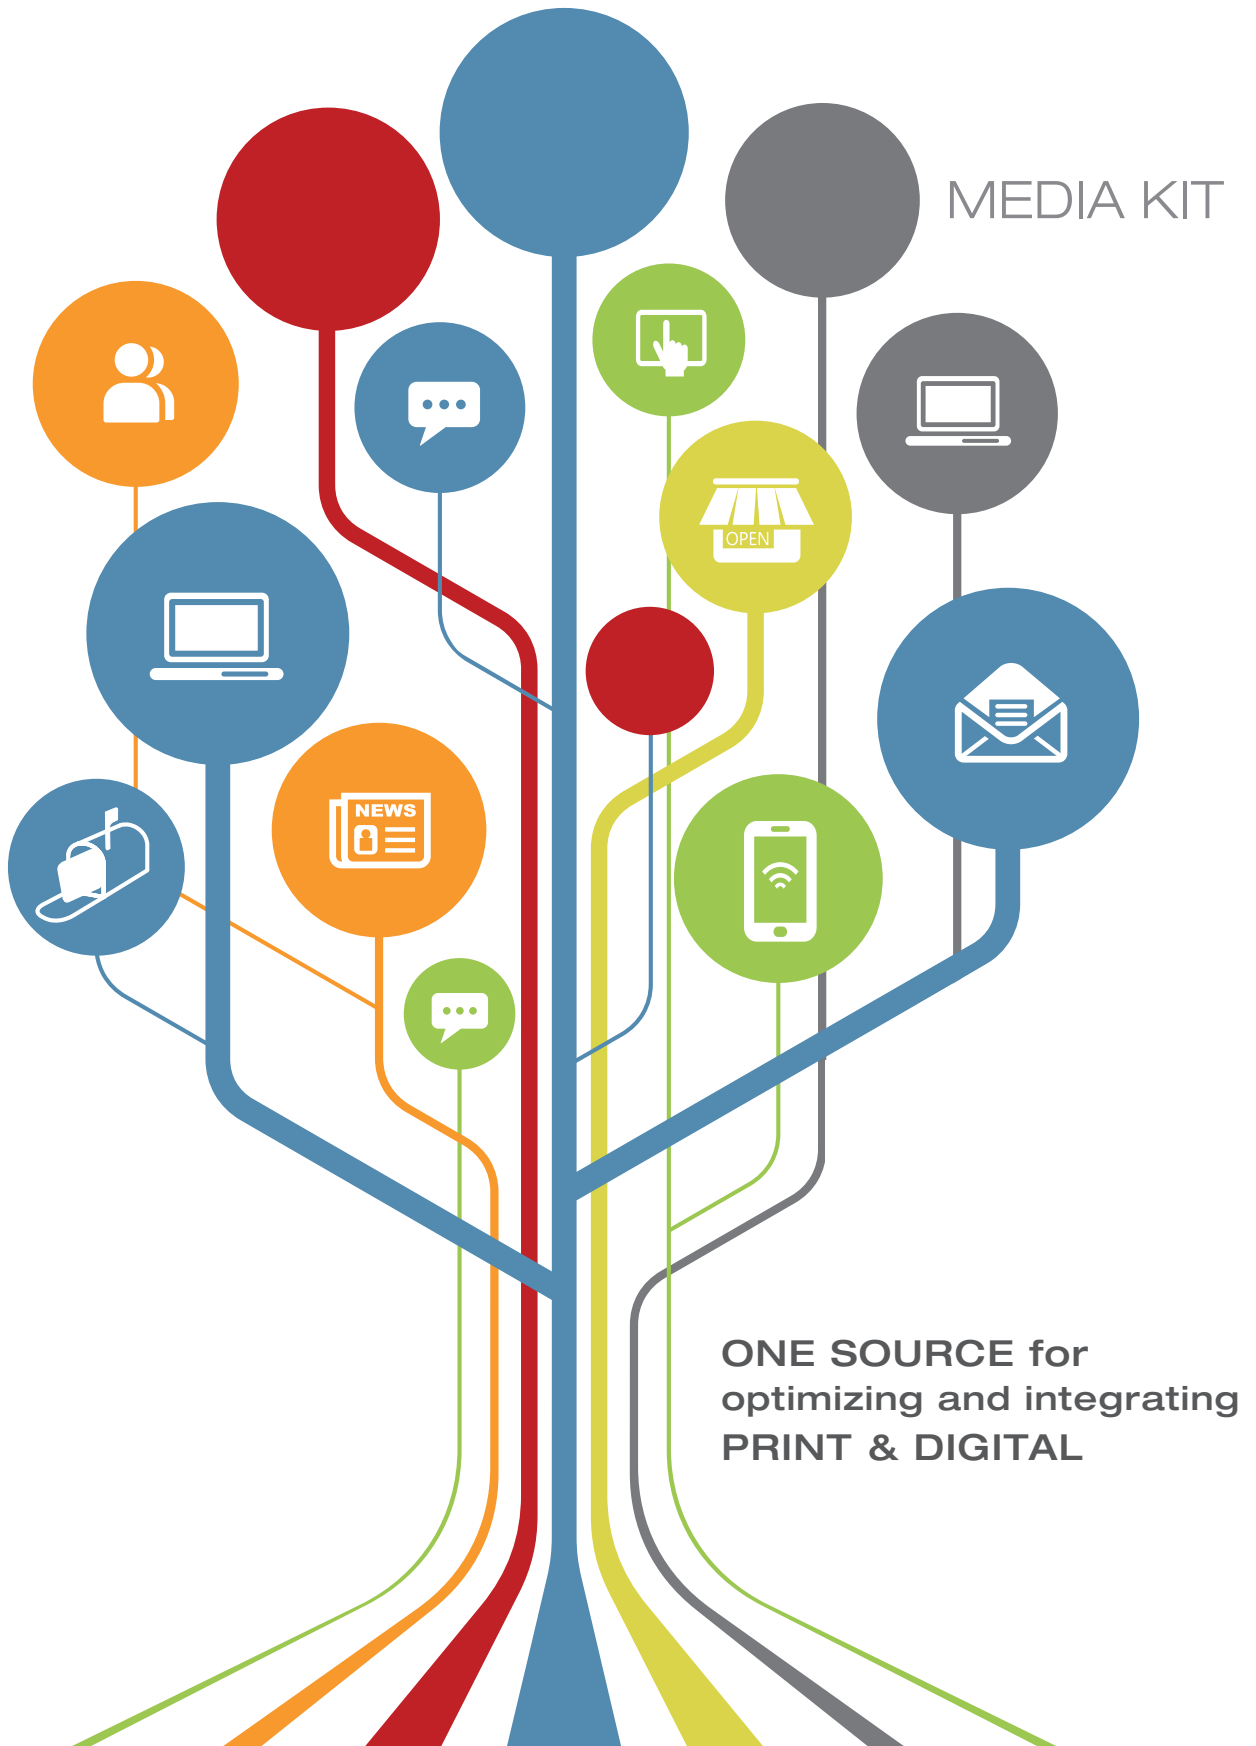 MEDIA KIT
OPEN
NEWS
ONE SOURCE for
optimizing and integrating
PRINT & DIGITAL